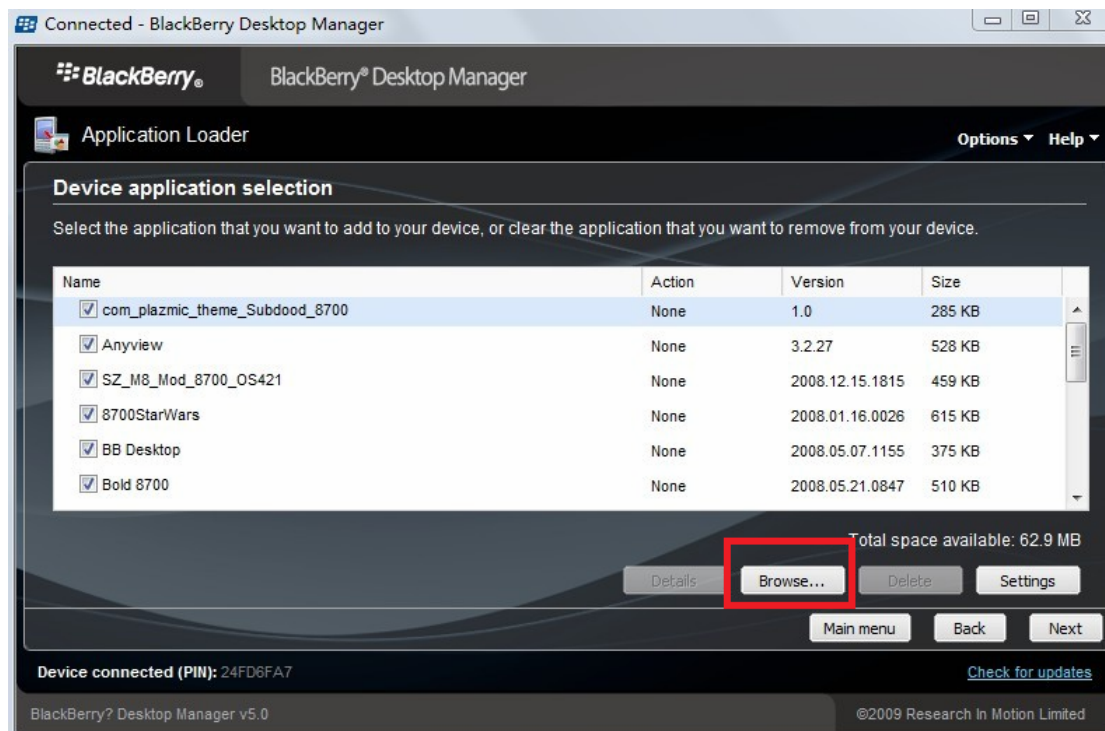 Connected - BlackBerry Desktop Manager
BlackBerry® BlackBerry® Desktop Manager
Application Loader Options Help
Device application selection
Select the application that you want to add to your device, or clear the application that you want to remove from your device.
Name Action Version Size
com_plazmic_theme_Subdood_8700 None 1.0 285 KB
Anyview None 3.2.27 528 KB
SZ_M8_Mod_8700_OS421 None 2008.12.15.1815 459 KB
8700StarWars None 2008.01.16.0026 615 KB
BB Desktop None 2008.05.07.1155 375 KB
Bold 8700 None 2008.05.21.0847 510 KB
Total space available: 62.9 MB
Details Browse... Delete Settings
Main menu Back Next
Device connected (PIN): 24FD6FA7 Check for updates
BlackBerry? Desktop Manager v5.0 ©2009 Research In Motion Limited